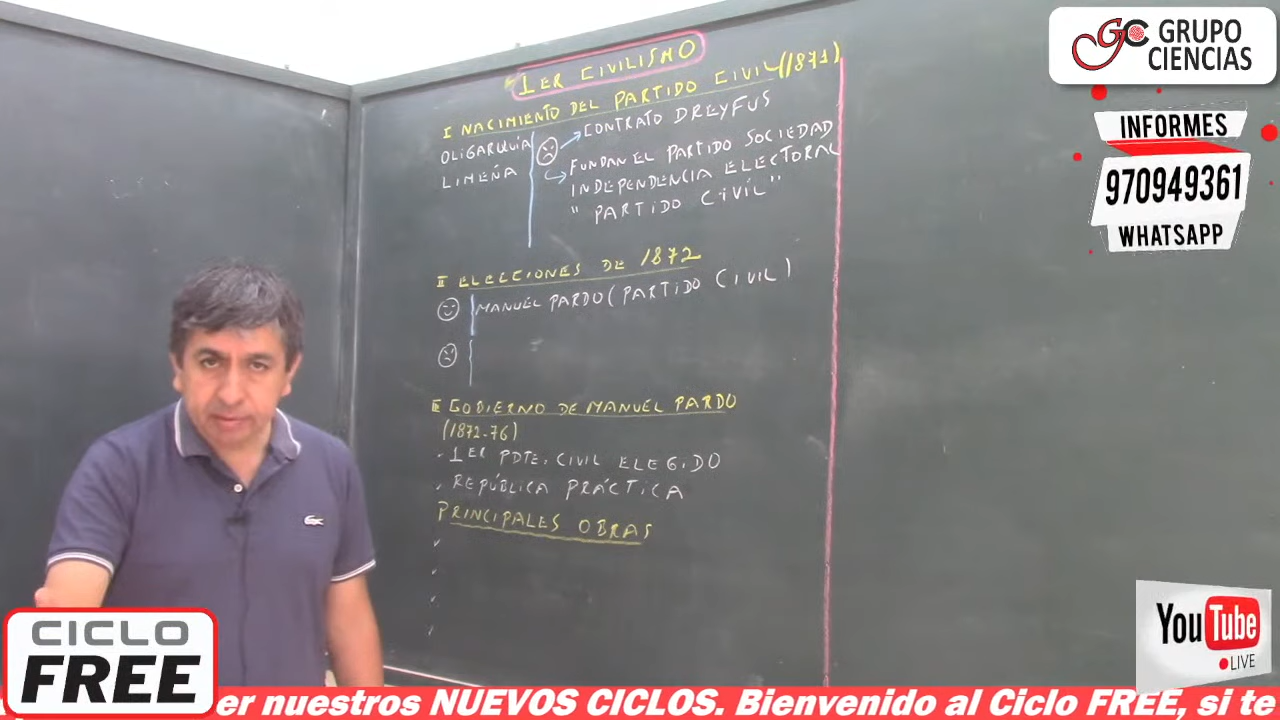 1ER CIVILISMO
I NACIMIENTO DEL PARTIDO CIVIL (1871)
OLIGARQUÍA
LIMEÑA
CONTRATO DREYFUS
FUNDAN EL PARTIDO SOCIEDAD
INDEPENDENCIA ELECTORAL
" PARTIDO CIVIL"
II ELECCIONES DE 1872
MANUEL PARDO (PARTIDO CIVIL)
III GOBIERNO DE MANUEL PARDO
(1872-76)
1ER PDTE. CIVIL ELEGIDO
REPÚBLICA PRÁCTICA
PRINCIPALES OBRAS
GC GRUPO
CIENCIAS
INFORMES
970949361
WHATSAPP
YouTube
LIVE
CICLO
FREE
er nuestros NUEVOS CICLOS. Bienvenido al Ciclo FREE, si te